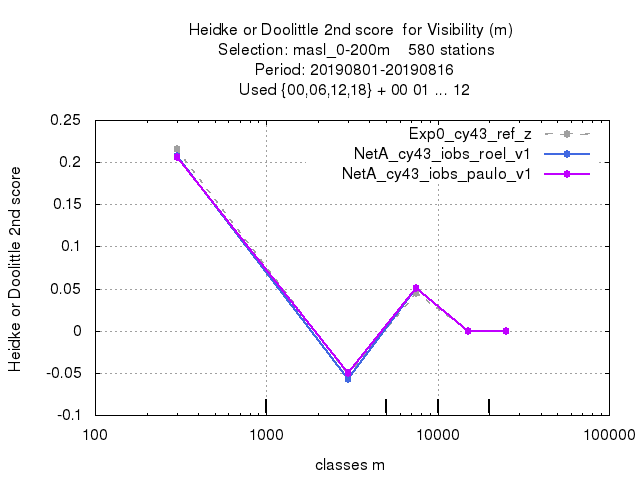 Heidke or Doolittle 2nd score  for Visibility (m)
Selection: masl_0-200m    580 stations
Period: 20190801-20190816
Used {00,06,12,18} + 00 01 ... 12
Exp0_cy43_ref_z
NetA_cy43_iobs_roel_v1
NetA_cy43_iobs_paulo_v1
Heidke or Doolittle 2nd score
0.25
0.2
0.15
0.1
0.05
0
-0.05
-0.1
100 1000 10000 100000
classes m